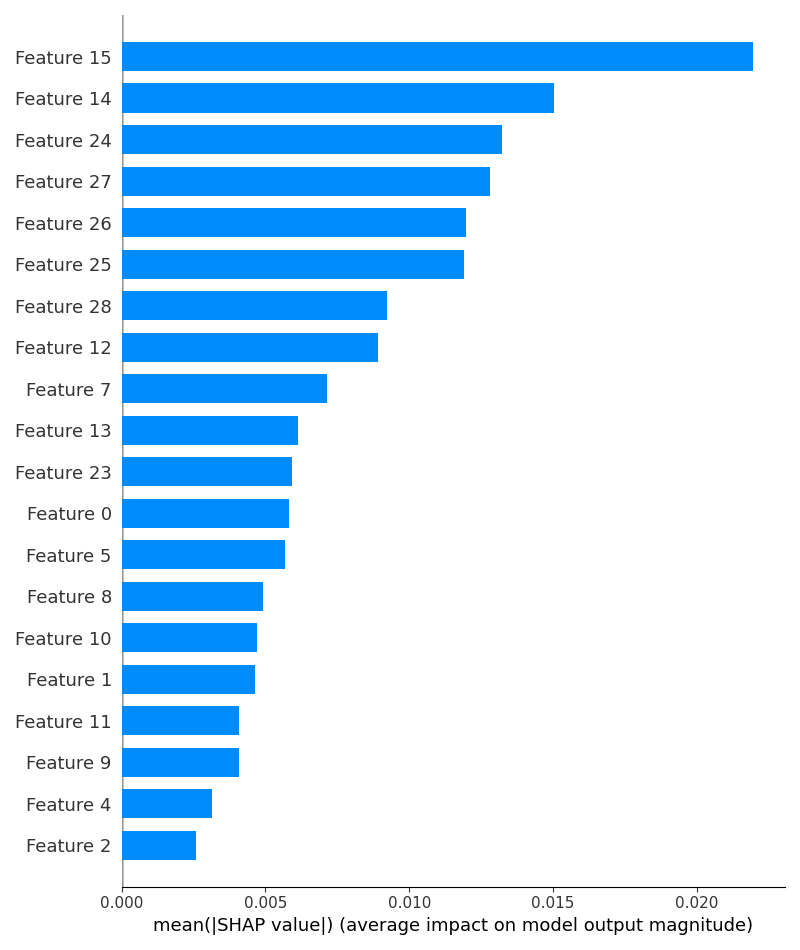 Feature 15
Feature 14
Feature 24
Feature 27
Feature 26
Feature 25
Feature 28
Feature 12
Feature 7
Feature 13
Feature 23
Feature 0
Feature 5
Feature 8
Feature 10
Feature 1
Feature 11
Feature 9
Feature 4
Feature 2
0.000 0.005 0.010 0.015 0.020
mean(|SHAP value|) (average impact on model output magnitude)